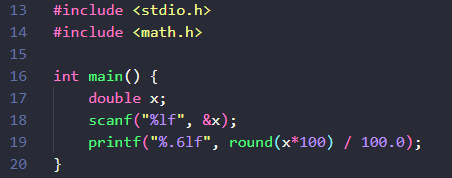 13 #include <stdio.h>
14 #include <math.h>
15
16 int main() {
17     double x;
18     scanf("%lf", &x);
19     printf("%.6lf", round(x*100) / 100.0);
20 }